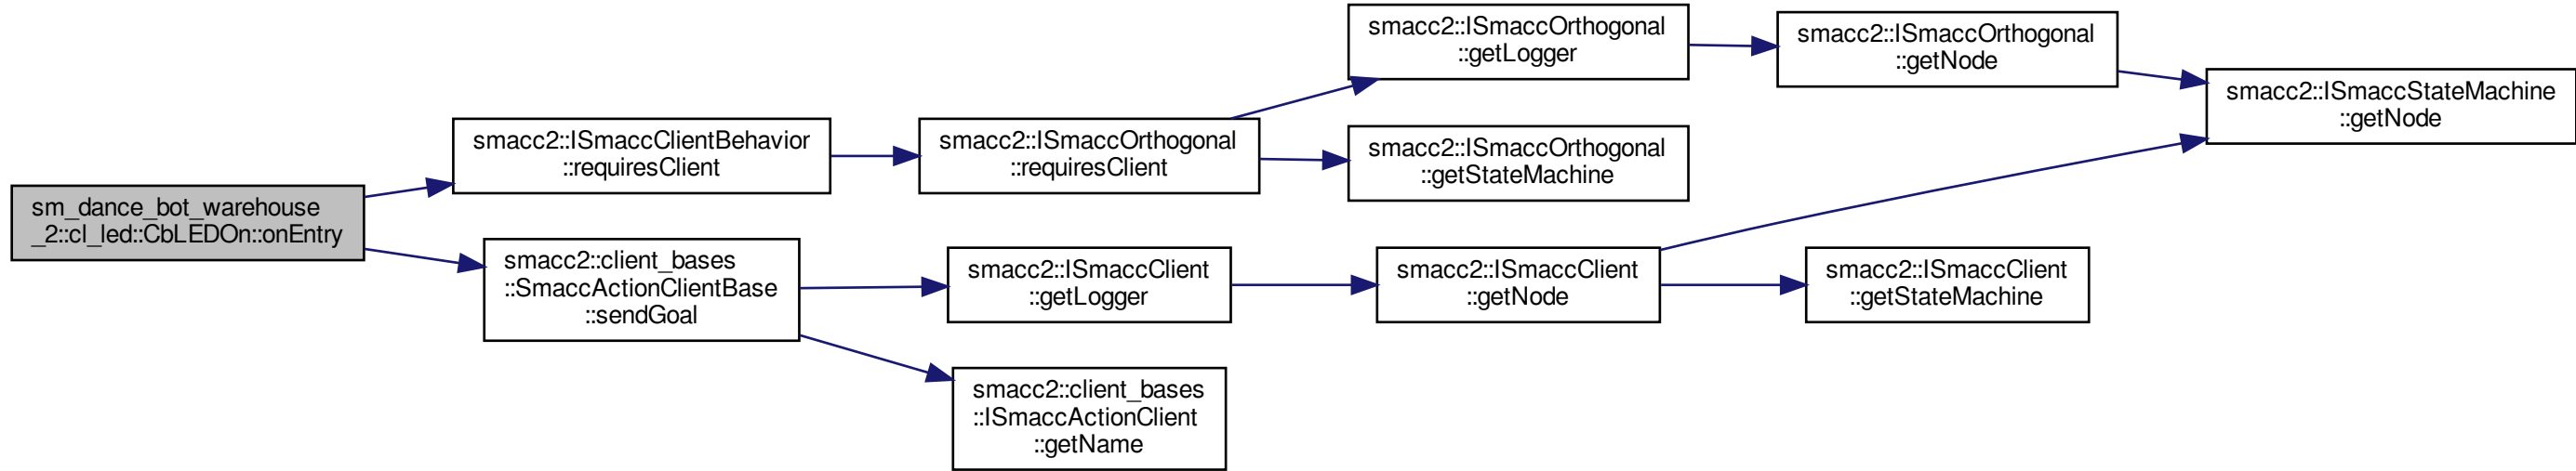 sm_dance_bot_warehouse
_2::cl_led::CbLEDOn::onEntry
smacc2::ISmaccClientBehavior
::requiresClient
smacc2::ISmaccOrthogonal
::requiresClient
smacc2::ISmaccOrthogonal
::getLogger
smacc2::ISmaccOrthogonal
::getNode
smacc2::ISmaccStateMachine
::getNode
smacc2::ISmaccOrthogonal
::getStateMachine
smacc2::client_bases
::SmaccActionClientBase
::sendGoal
smacc2::ISmaccClient
::getLogger
smacc2::ISmaccClient
::getNode
smacc2::ISmaccClient
::getStateMachine
smacc2::client_bases
::ISmaccActionClient
::getName